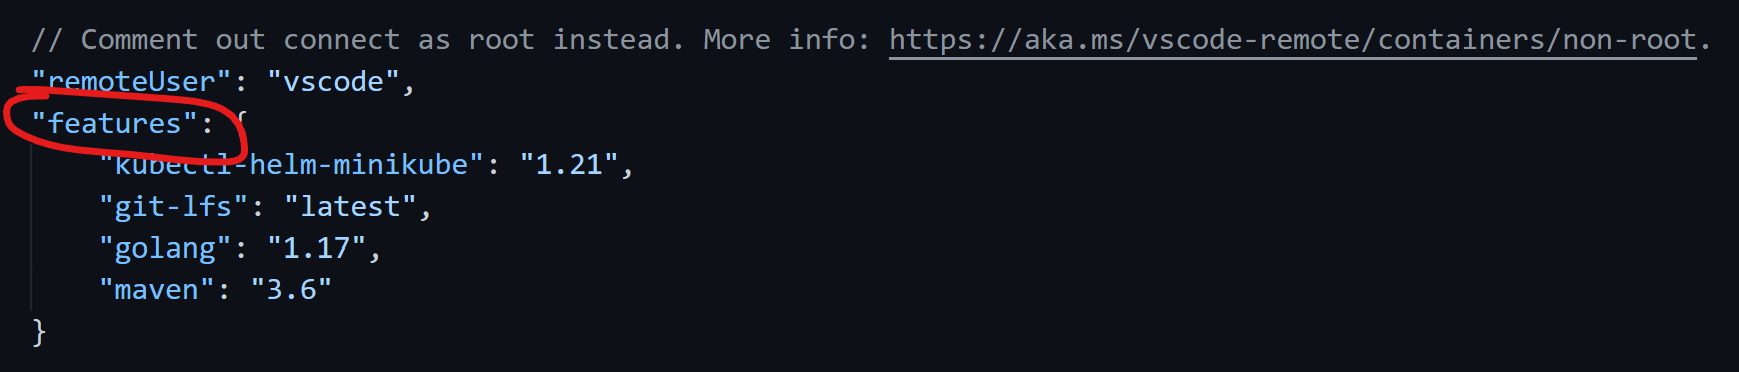 // Comment out connect as root instead. More info: https://aka.ms/vscode-remote/containers/non-root.
"remoteUser": "vscode",
"features": {
"kubectl-helm-minikube": "1.21",
"git-lfs": "latest",
"golang": "1.17",
"maven": "3.6"
}